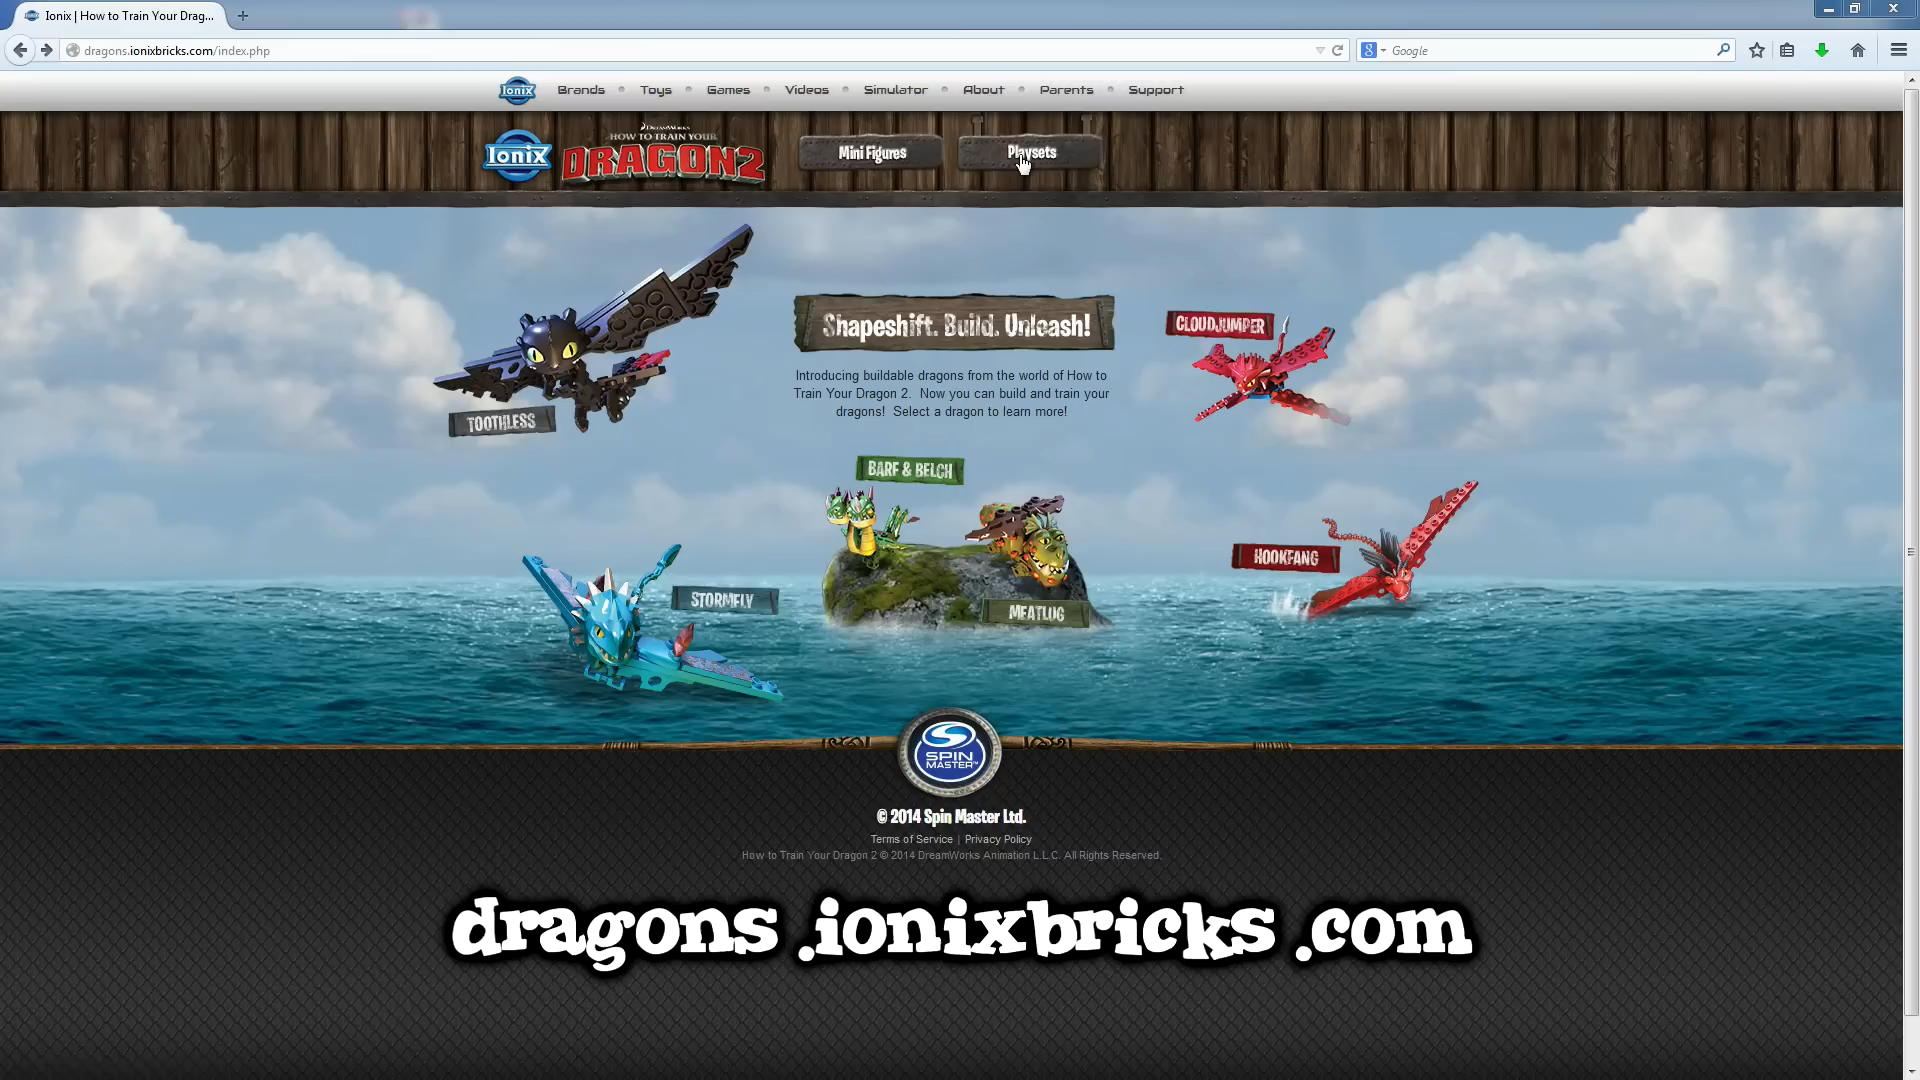 Ionix | How to Train Your Drag...
dragons.ionixbricks.com/index.php
Google
Ionix Brands Toys Games Videos Simulator About Parents Support
Ionix
DREAMWORKS
HOW TO TRAIN YOUR
DRAGON 2
Mini Figures
Playsets
Shapeshift. Build. Unleash!
Introducing buildable dragons from the world of How to
Train Your Dragon 2. Now you can build and train your
dragons! Select a dragon to learn more!
TOOTHLESS
CLOUDJUMPER
BARF & BELCH
HOOKFANG
STORMFLY
MEATLUG
SPIN
MASTER™
© 2014 Spin Master Ltd.
Terms of Service | Privacy Policy
How to Train Your Dragon 2 © 2014 DreamWorks Animation L.L.C. All Rights Reserved.
dragons .ionixbricks .com